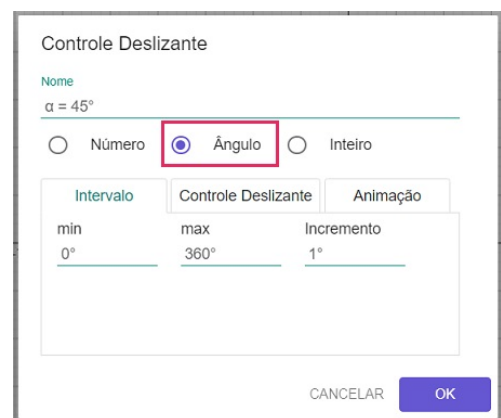 Controle Deslizante
Nome
α = 45°
Número Ângulo Inteiro
Intervalo Controle Deslizante Animação
min max Incremento
0° 360° 1°
CANCELAR OK